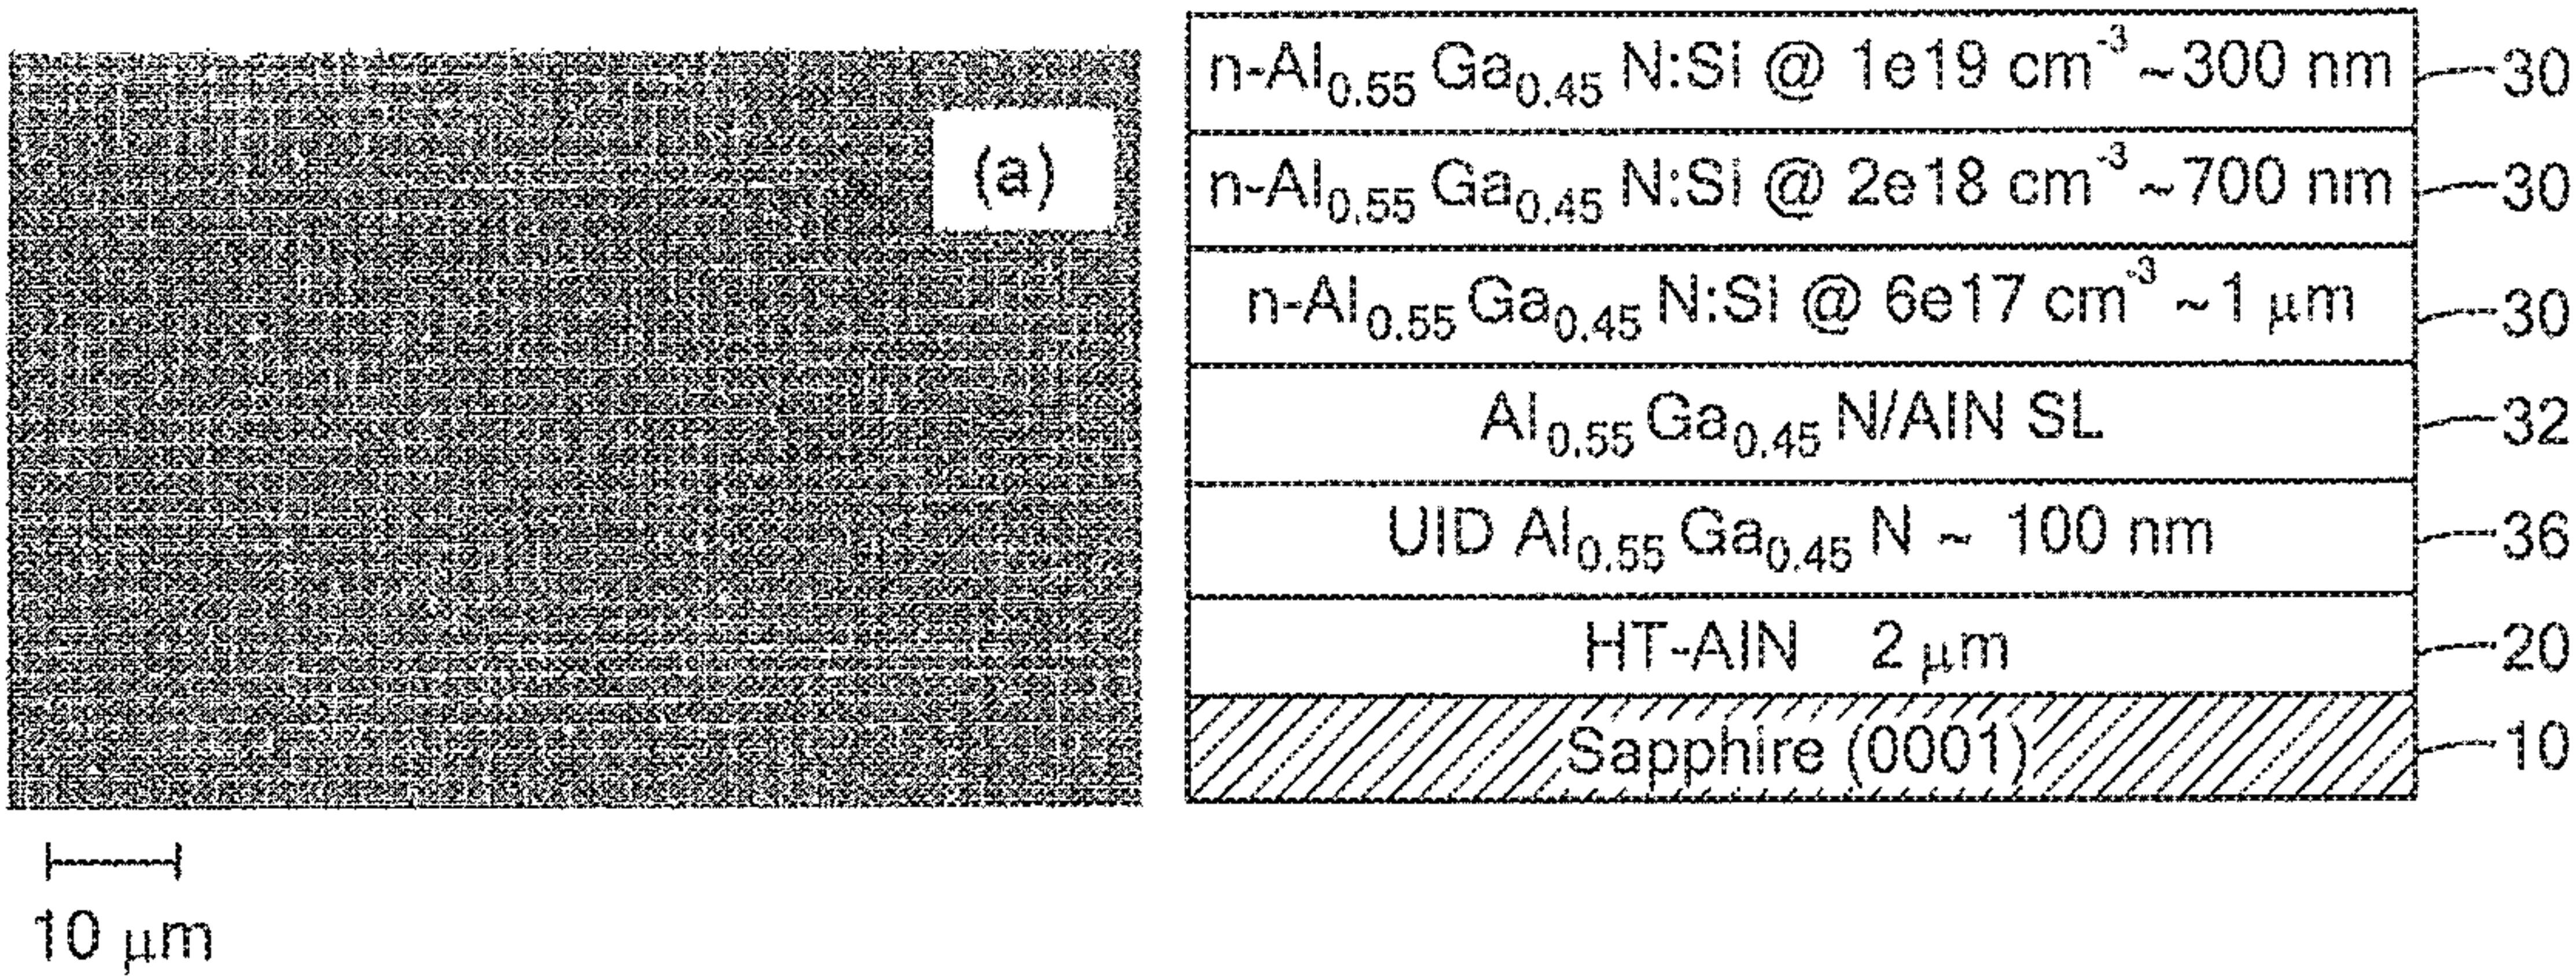 (a)
10 μm
n-Al0.55 Ga0.45 N:Si @ 1e19 cm-3 ~300 nm 30
n-Al0.55 Ga0.45 N:Si @ 2e18 cm-3 ~700 nm 30
n-Al0.55 Ga0.45 N:Si @ 6e17 cm-3 ~1 μm 30
Al0.55 Ga0.45 N/AlN SL 32
UID Al0.55 Ga0.45 N ~ 100 nm 36
HT-AlN 2 μm 20
Sapphire (0001) 10